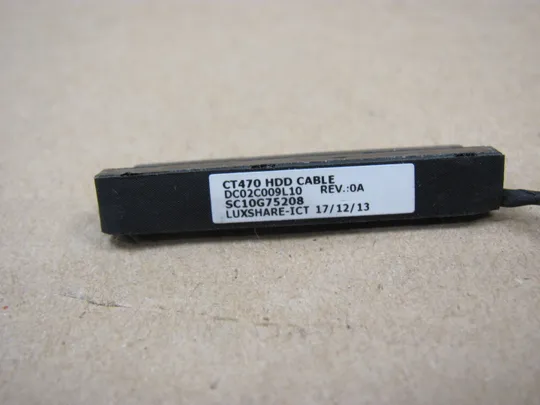 CT470 HDD CABLE
DC02C009L10 REV.:0A
SC10G75208
LUXSHARE-ICT 17/12/13